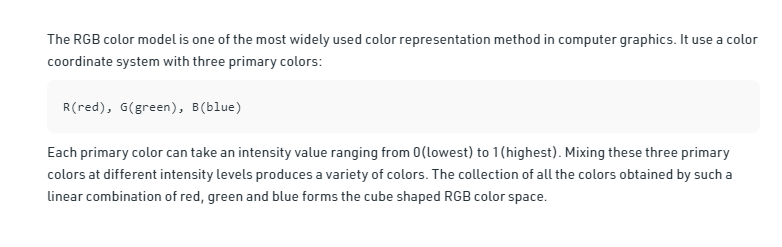 The RGB color model is one of the most widely used color representation method in computer graphics. It use a color
coordinate system with three primary colors:
R(red), G(green), B(blue)
Each primary color can take an intensity value ranging from 0(lowest) to 1(highest). Mixing these three primary
colors at different intensity levels produces a variety of colors. The collection of all the colors obtained by such a
linear combination of red, green and blue forms the cube shaped RGB color space.